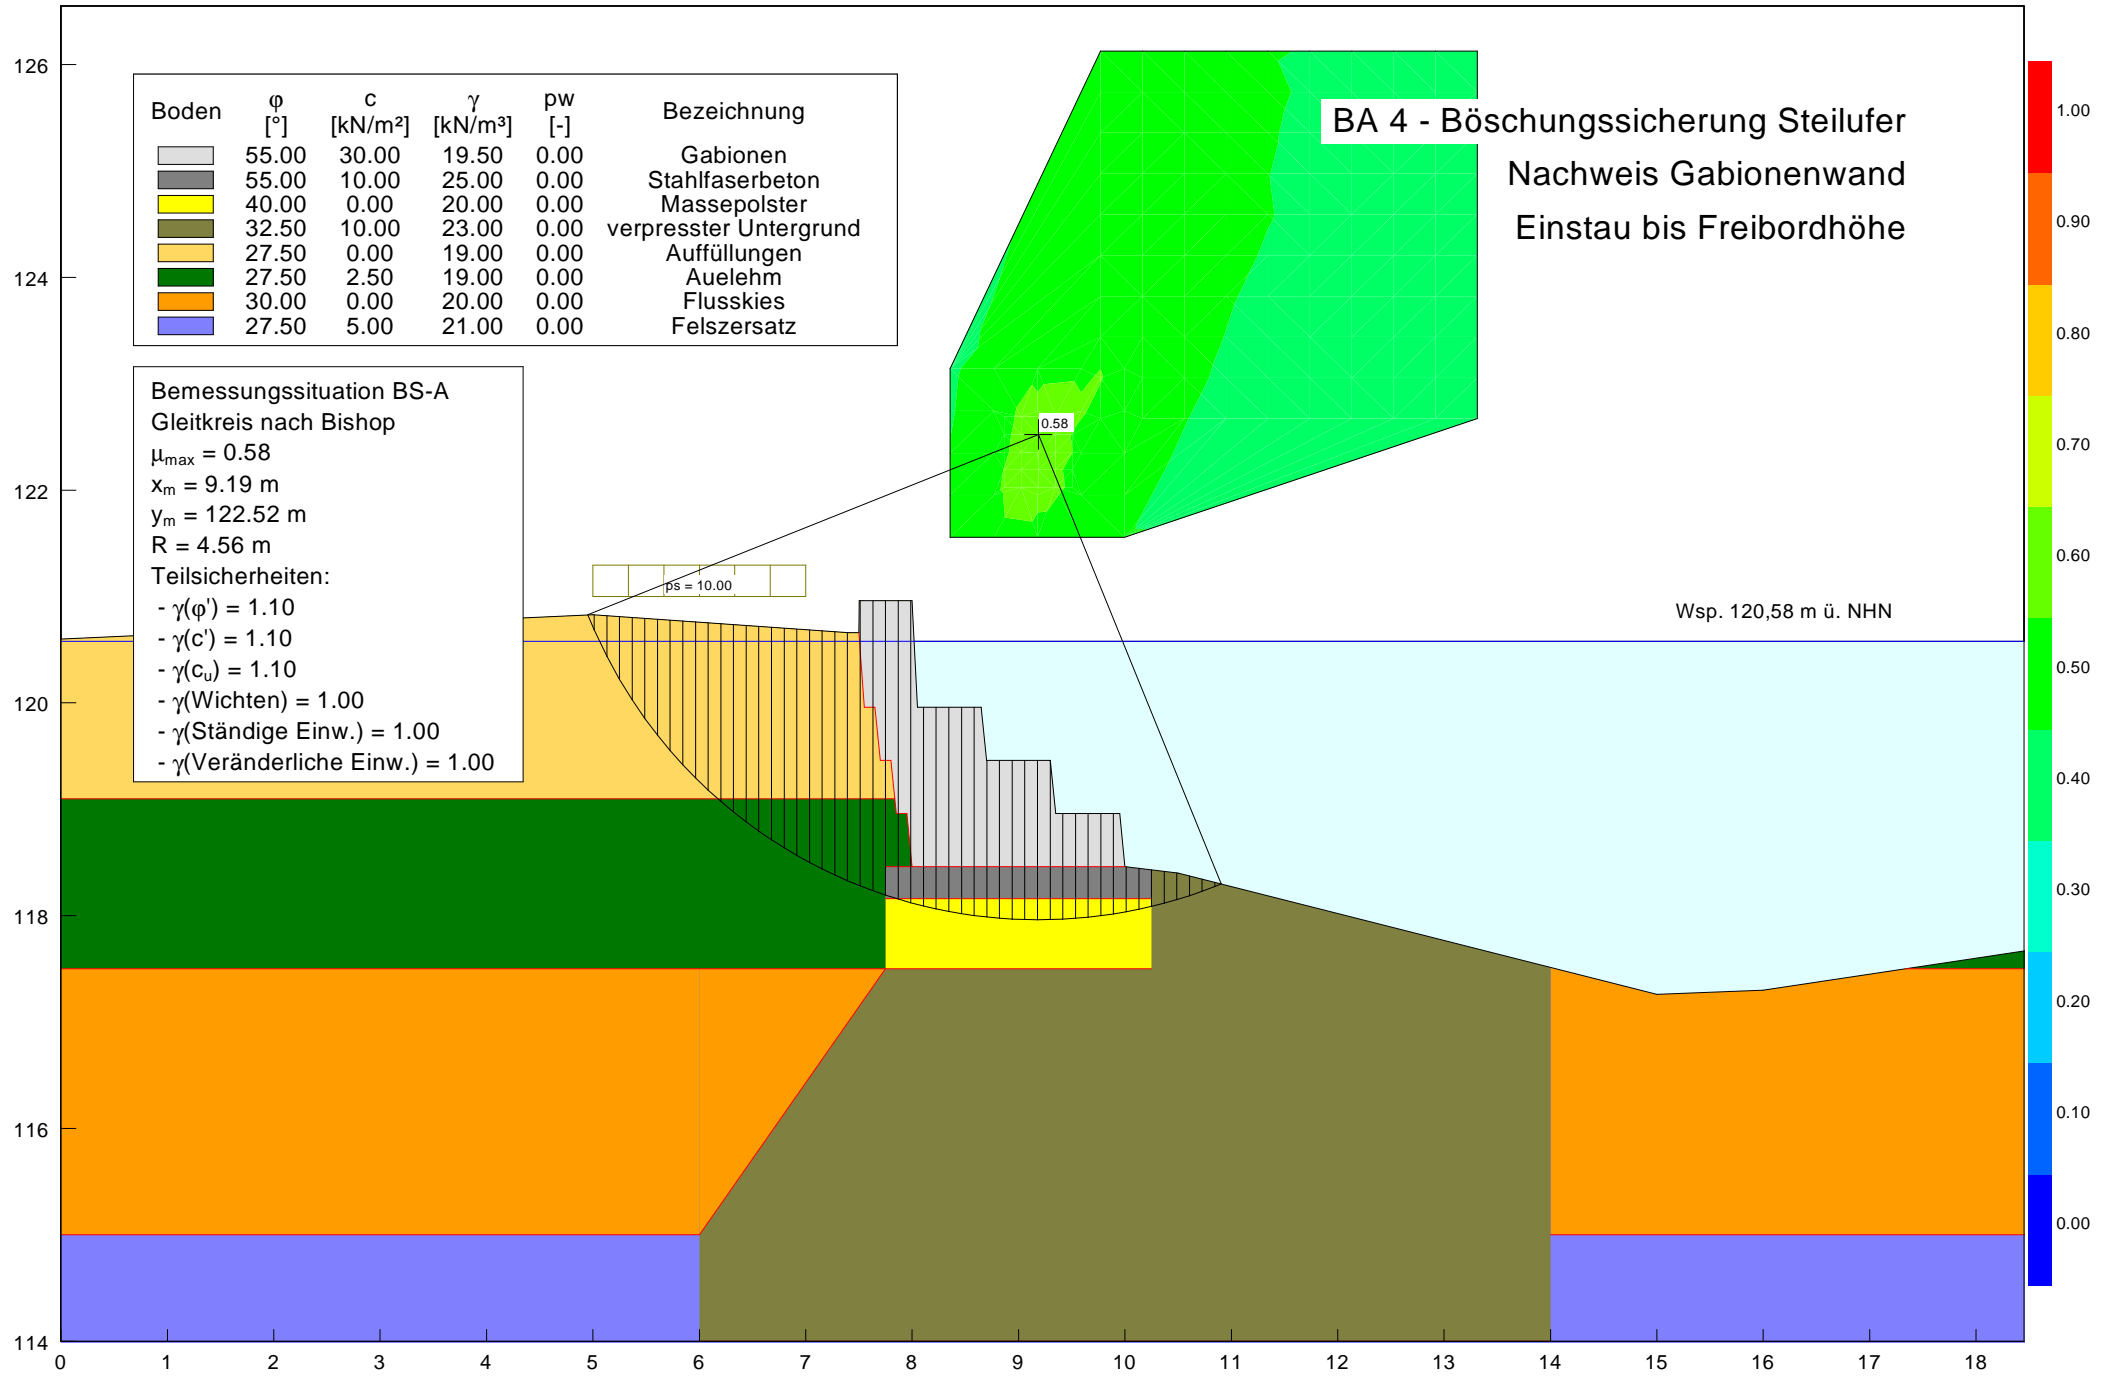 BA 4 - Böschungssicherung Steilufer
Nachweis Gabionenwand
Einstau bis Freibordhöhe
Boden φ c γ pw Bezeichnung
[°] [kN/m²] [kN/m³] [-]
55.00 30.00 19.50 0.00 Gabionen
55.00 10.00 25.00 0.00 Stahlfaserbeton
40.00 0.00 20.00 0.00 Massepolster
32.50 10.00 23.00 0.00 verpresster Untergrund
27.50 0.00 19.00 0.00 Auffüllungen
27.50 2.50 19.00 0.00 Auelehm
30.00 0.00 20.00 0.00 Flusskies
27.50 5.00 21.00 0.00 Felszersatz
Bemessungssituation BS-A
Gleitkreis nach Bishop
μmax = 0.58
xm = 9.19 m
ym = 122.52 m
R = 4.56 m
Teilsicherheiten:
- γ(φ') = 1.10
- γ(c') = 1.10
- γ(cu) = 1.10
- γ(Wichten) = 1.00
- γ(Ständige Einw.) = 1.00
- γ(Veränderliche Einw.) = 1.00
0.58
ps = 10.00
Wsp. 120,58 m ü. NHN
126
124
122
120
118
116
114
0 1 2 3 4 5 6 7 8 9 10 11 12 13 14 15 16 17 18
1.00
0.90
0.80
0.70
0.60
0.50
0.40
0.30
0.20
0.10
0.00